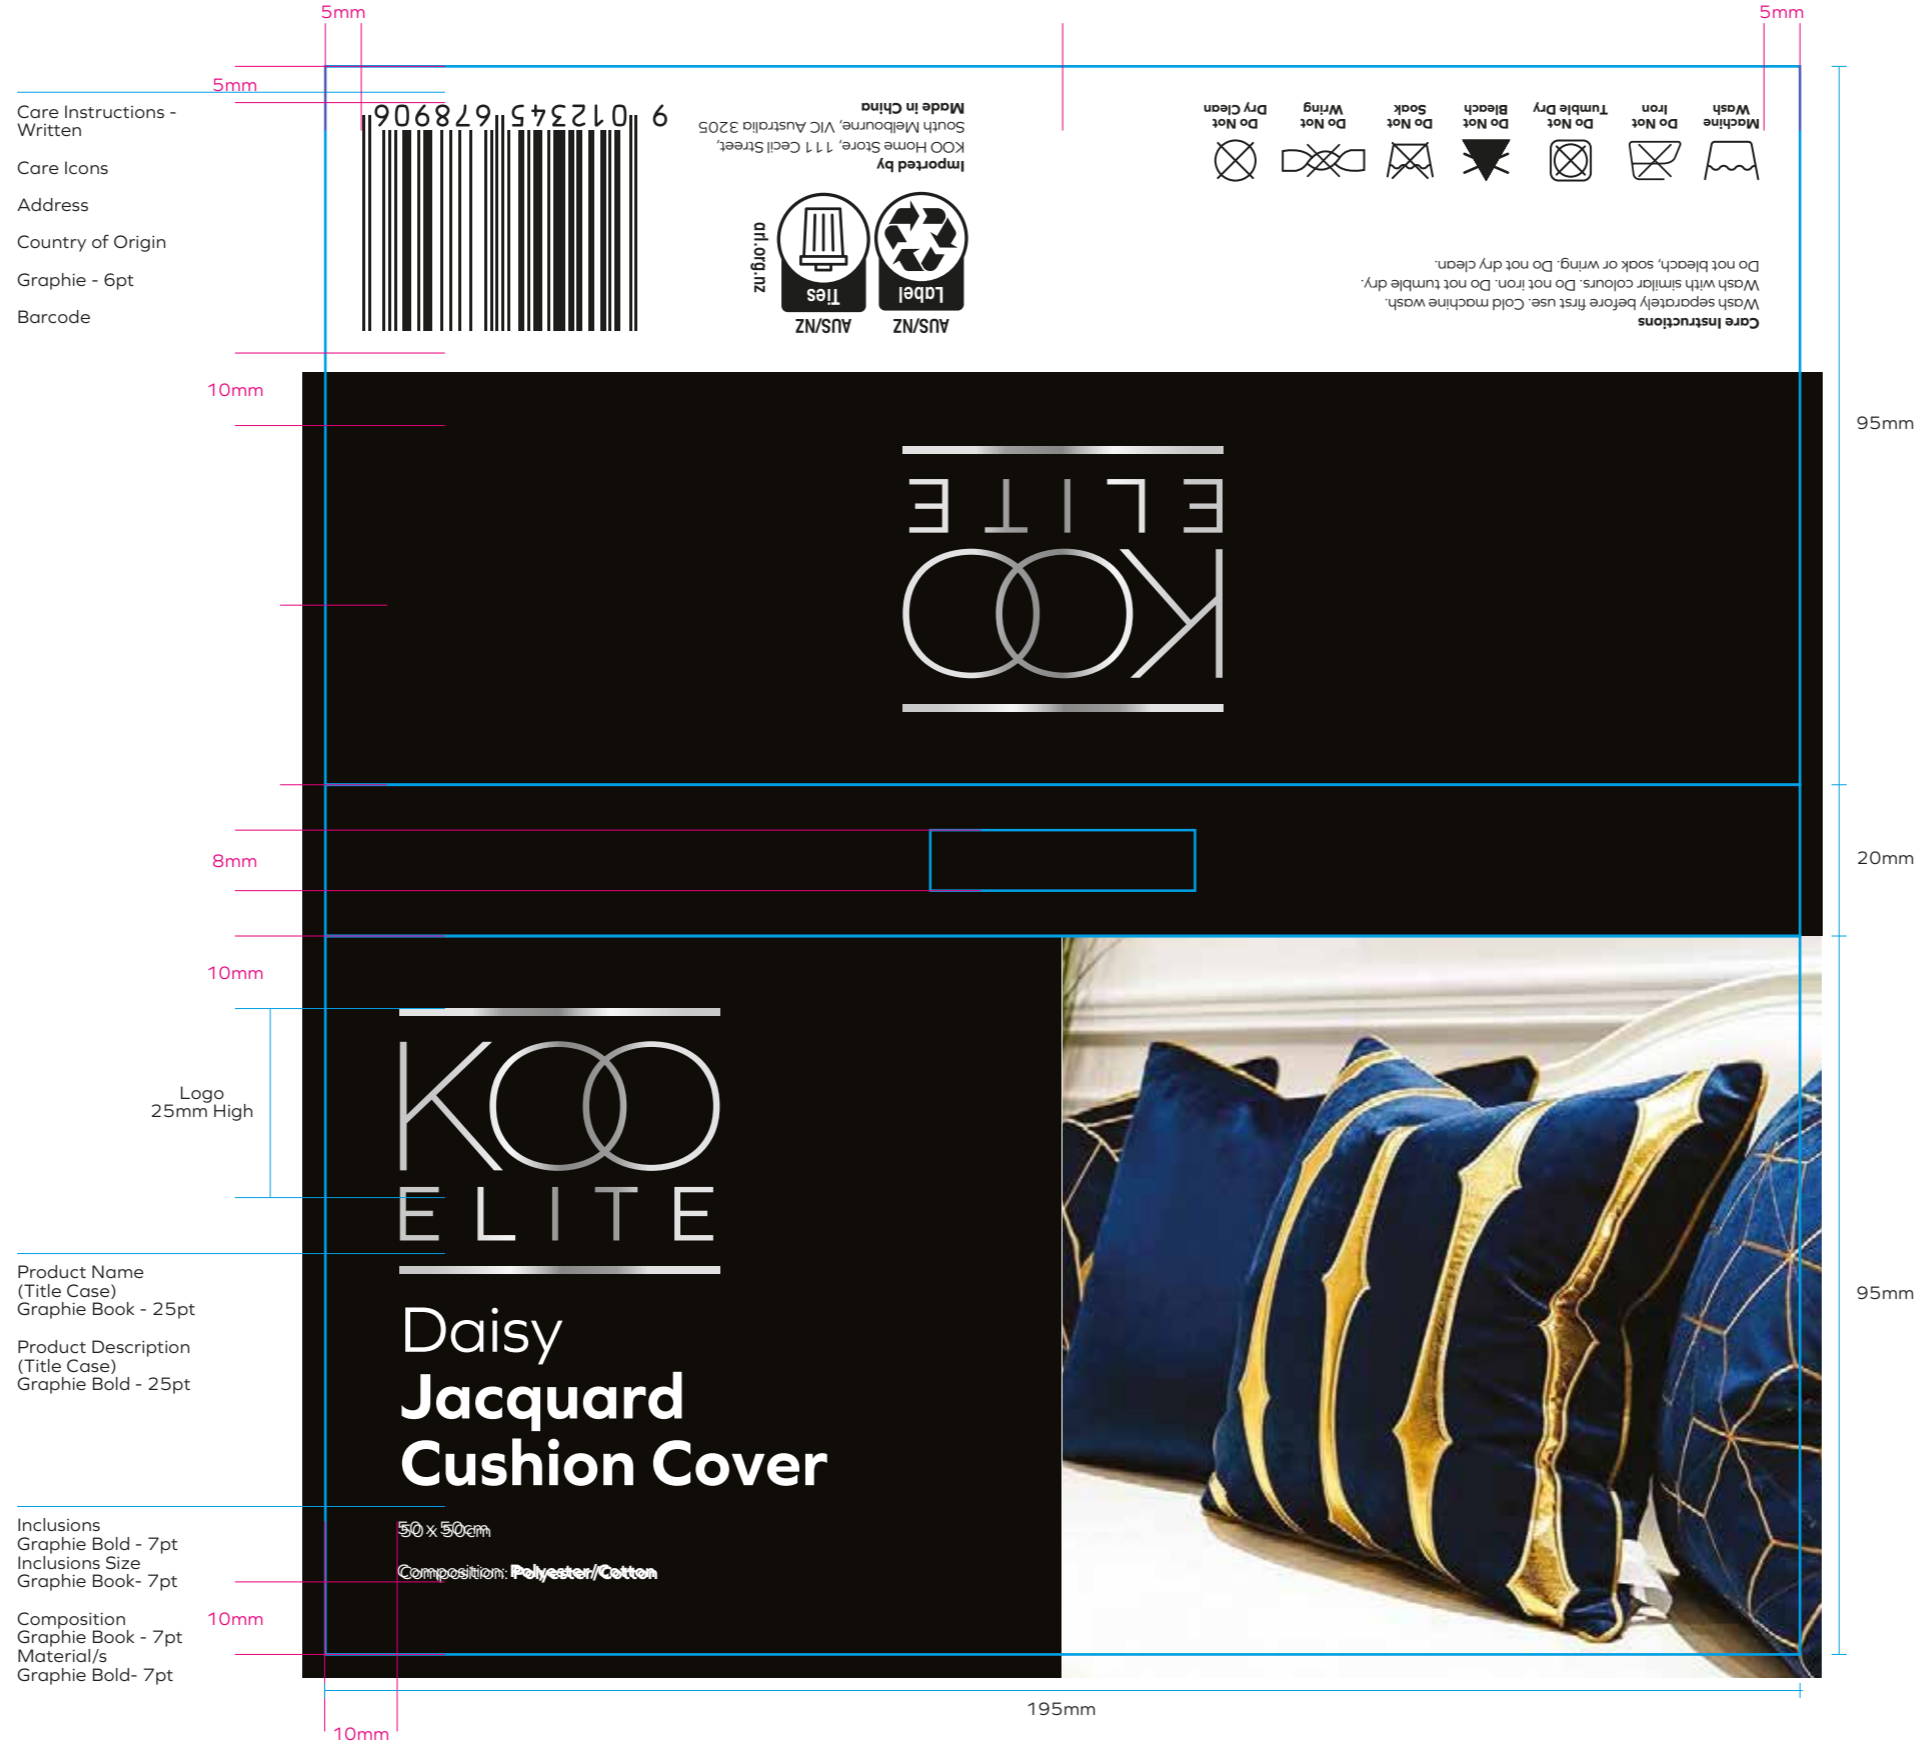 5mm
5mm
5mm
Care Instructions -
Written
Care Icons
Address
Country of Origin
Graphie - 6pt
Barcode
Care Instructions
Wash separately before first use. Cold machine wash.
Wash with similar colours. Do not iron. Do not tumble dry.
Do not bleach, soak or wring. Do not dry clean.
Machine
Wash
Do Not
Iron
Do Not
Tumble Dry
Do Not
Bleach
Do Not
Soak
Do Not
Wring
Do Not
Dry Clean
AUS/NZ
Label
AUS/NZ
Ties
arl.org.nz
Imported by
KOO Home Store, 111 Cecil Street,
South Melbourne, VIC Australia 3205
Made in China
9 012345 678906
10mm
95mm
KOO
ELITE
8mm
20mm
10mm
Logo
25mm High
KOO
ELITE
Product Name
(Title Case)
Graphie Book - 25pt
Product Description
(Title Case)
Graphie Bold - 25pt
Daisy
Jacquard
Cushion Cover
95mm
Inclusions
Graphie Bold - 7pt
Inclusions Size
Graphie Book- 7pt
50 x 50cm
Composition: Polyester/Cotton
Composition
Graphie Book - 7pt
Material/s
Graphie Bold- 7pt
10mm
195mm
10mm